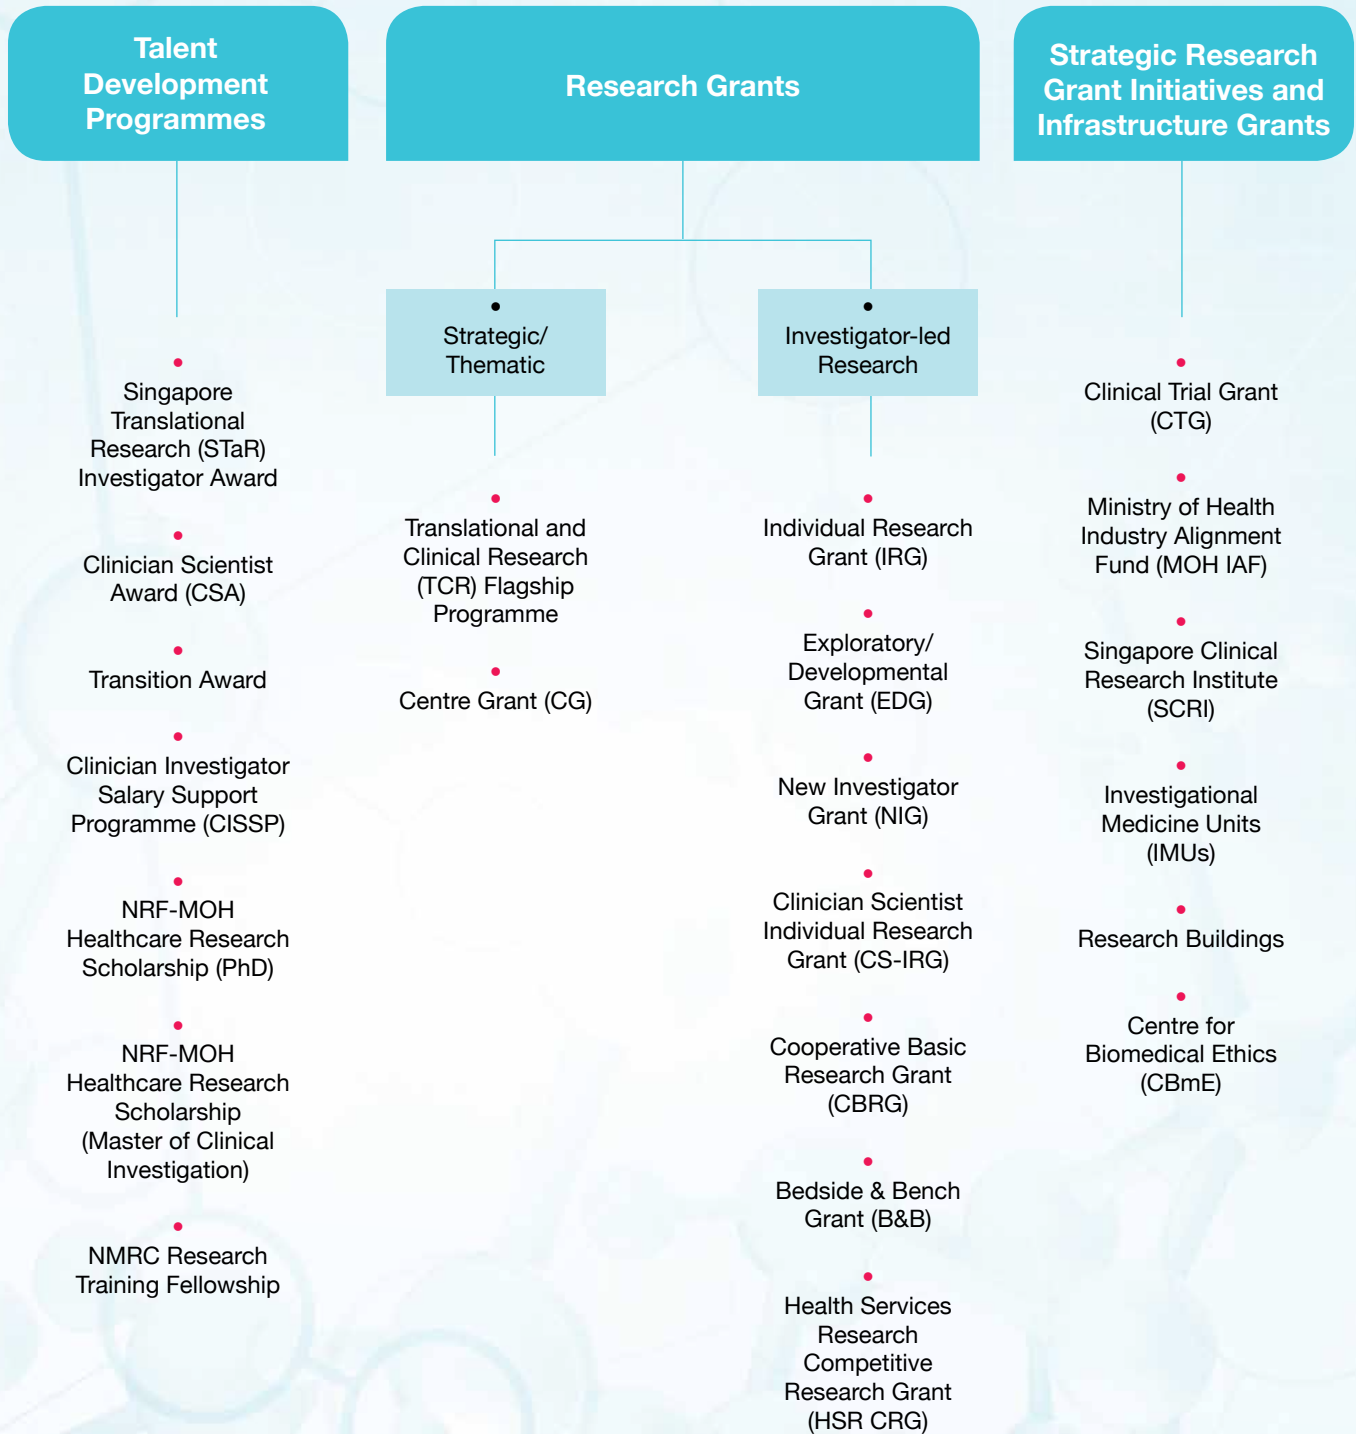 Talent
Development
Programmes
• Singapore
Translational
Research (STaR)
Investigator Award
• Clinician Scientist
Award (CSA)
• Transition Award
• Clinician Investigator
Salary Support
Programme (CISSP)
• NRF-MOH
Healthcare Research
Scholarship (PhD)
• NRF-MOH
Healthcare Research
Scholarship
(Master of Clinical
Investigation)
• NMRC Research
Training Fellowship
Research Grants
• Strategic/
Thematic
• Translational and
Clinical Research
(TCR) Flagship
Programme
• Centre Grant (CG)
• Investigator-led
Research
• Individual Research
Grant (IRG)
• Exploratory/
Developmental
Grant (EDG)
• New Investigator
Grant (NIG)
• Clinician Scientist
Individual Research
Grant (CS-IRG)
• Cooperative Basic
Research Grant
(CBRG)
• Bedside & Bench
Grant (B&B)
• Health Services
Research
Competitive
Research Grant
(HSR CRG)
Strategic Research
Grant Initiatives and
Infrastructure Grants
• Clinical Trial Grant
(CTG)
• Ministry of Health
Industry Alignment
Fund (MOH IAF)
• Singapore Clinical
Research Institute
(SCRI)
• Investigational
Medicine Units
(IMUs)
• Research Buildings
• Centre for
Biomedical Ethics
(CBmE)